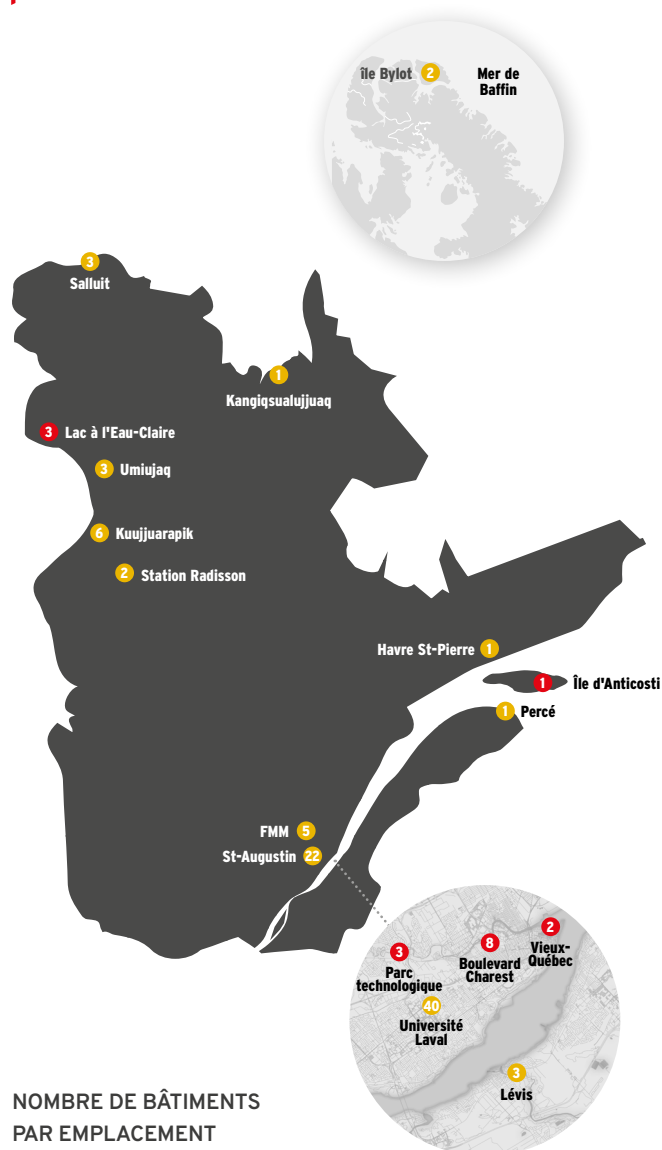 île Bylot 2
Mer de
Baffin
3
Salluit
1
Kangiqsualujjuaq
3 Lac à l'Eau-Claire
3 Umiujaq
6 Kuujjuarapik
2 Station Radisson
Havre St-Pierre 1
1 Île d'Anticosti
1 Percé
FMM 5
St-Augustin 22
2
Vieux-
Québec
8
Boulevard
Charest
3
Parc
technologique
40
Université
Laval
3
Lévis
NOMBRE DE BÂTIMENTS
PAR EMPLACEMENT